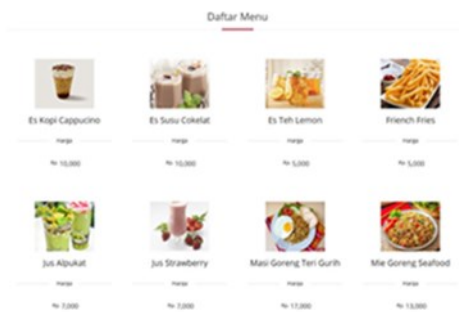 Daftar Menu
Es Kopi Cappucino
Es Susu Cokelat
Es Teh Lemon
Friench Fries
Harga
Harga
Harga
Harga
Rp 10,000
Rp 10,000
Rp 5,000
Rp 5,000
Jus Alpukat
Jus Strawberry
Masi Goreng Teri Gurih
Mie Goreng Seafood
Harga
Harga
Harga
Harga
Rp 7,000
Rp 7,000
Rp 17,000
Rp 13,000